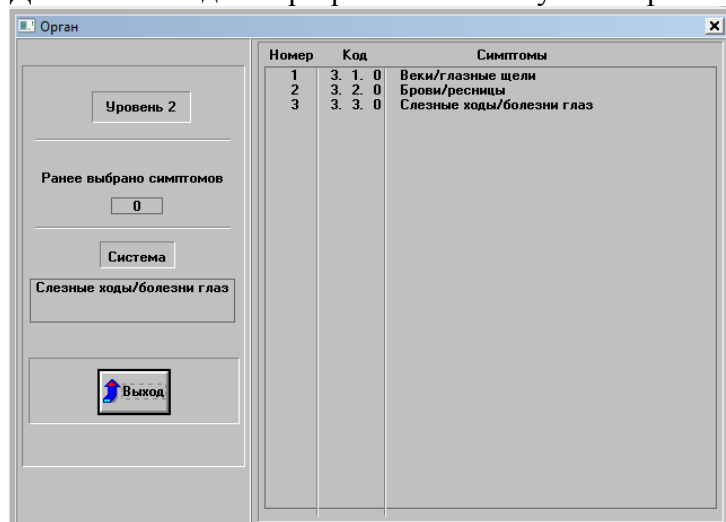 Орган
Уровень 2
Ранее выбрано симптомов
0
Система
Слезные ходы/болезни глаз
Выход
Номер Код Симптомы
1 3. 1. 0 Веки/глазные щели
2 3. 2. 0 Брови/ресницы
3 3. 3. 0 Слезные ходы/болезни глаз